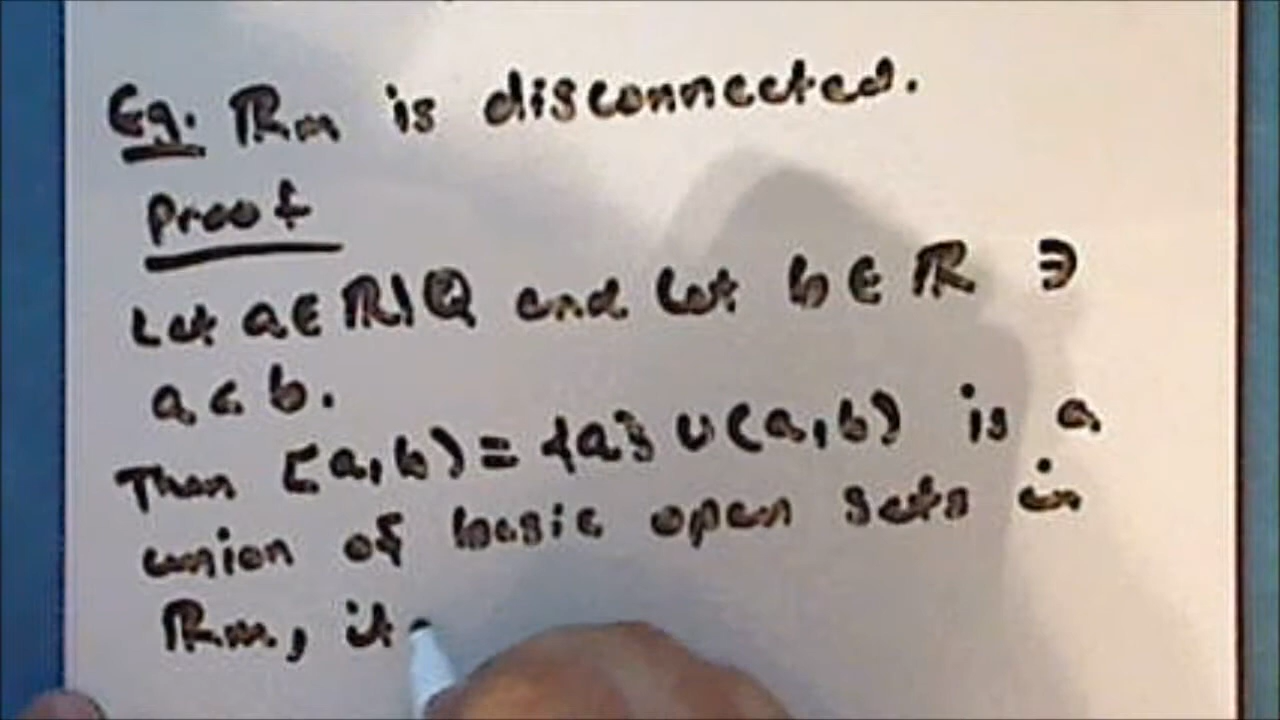 Eg. ℝm is disconnected.
Proof
Let a ∈ ℝ\ℚ and let b ∈ ℝ ∋
a < b.
Then [a,b) = {a} ∪ (a,b) is a
union of basic open sets in
ℝm, it